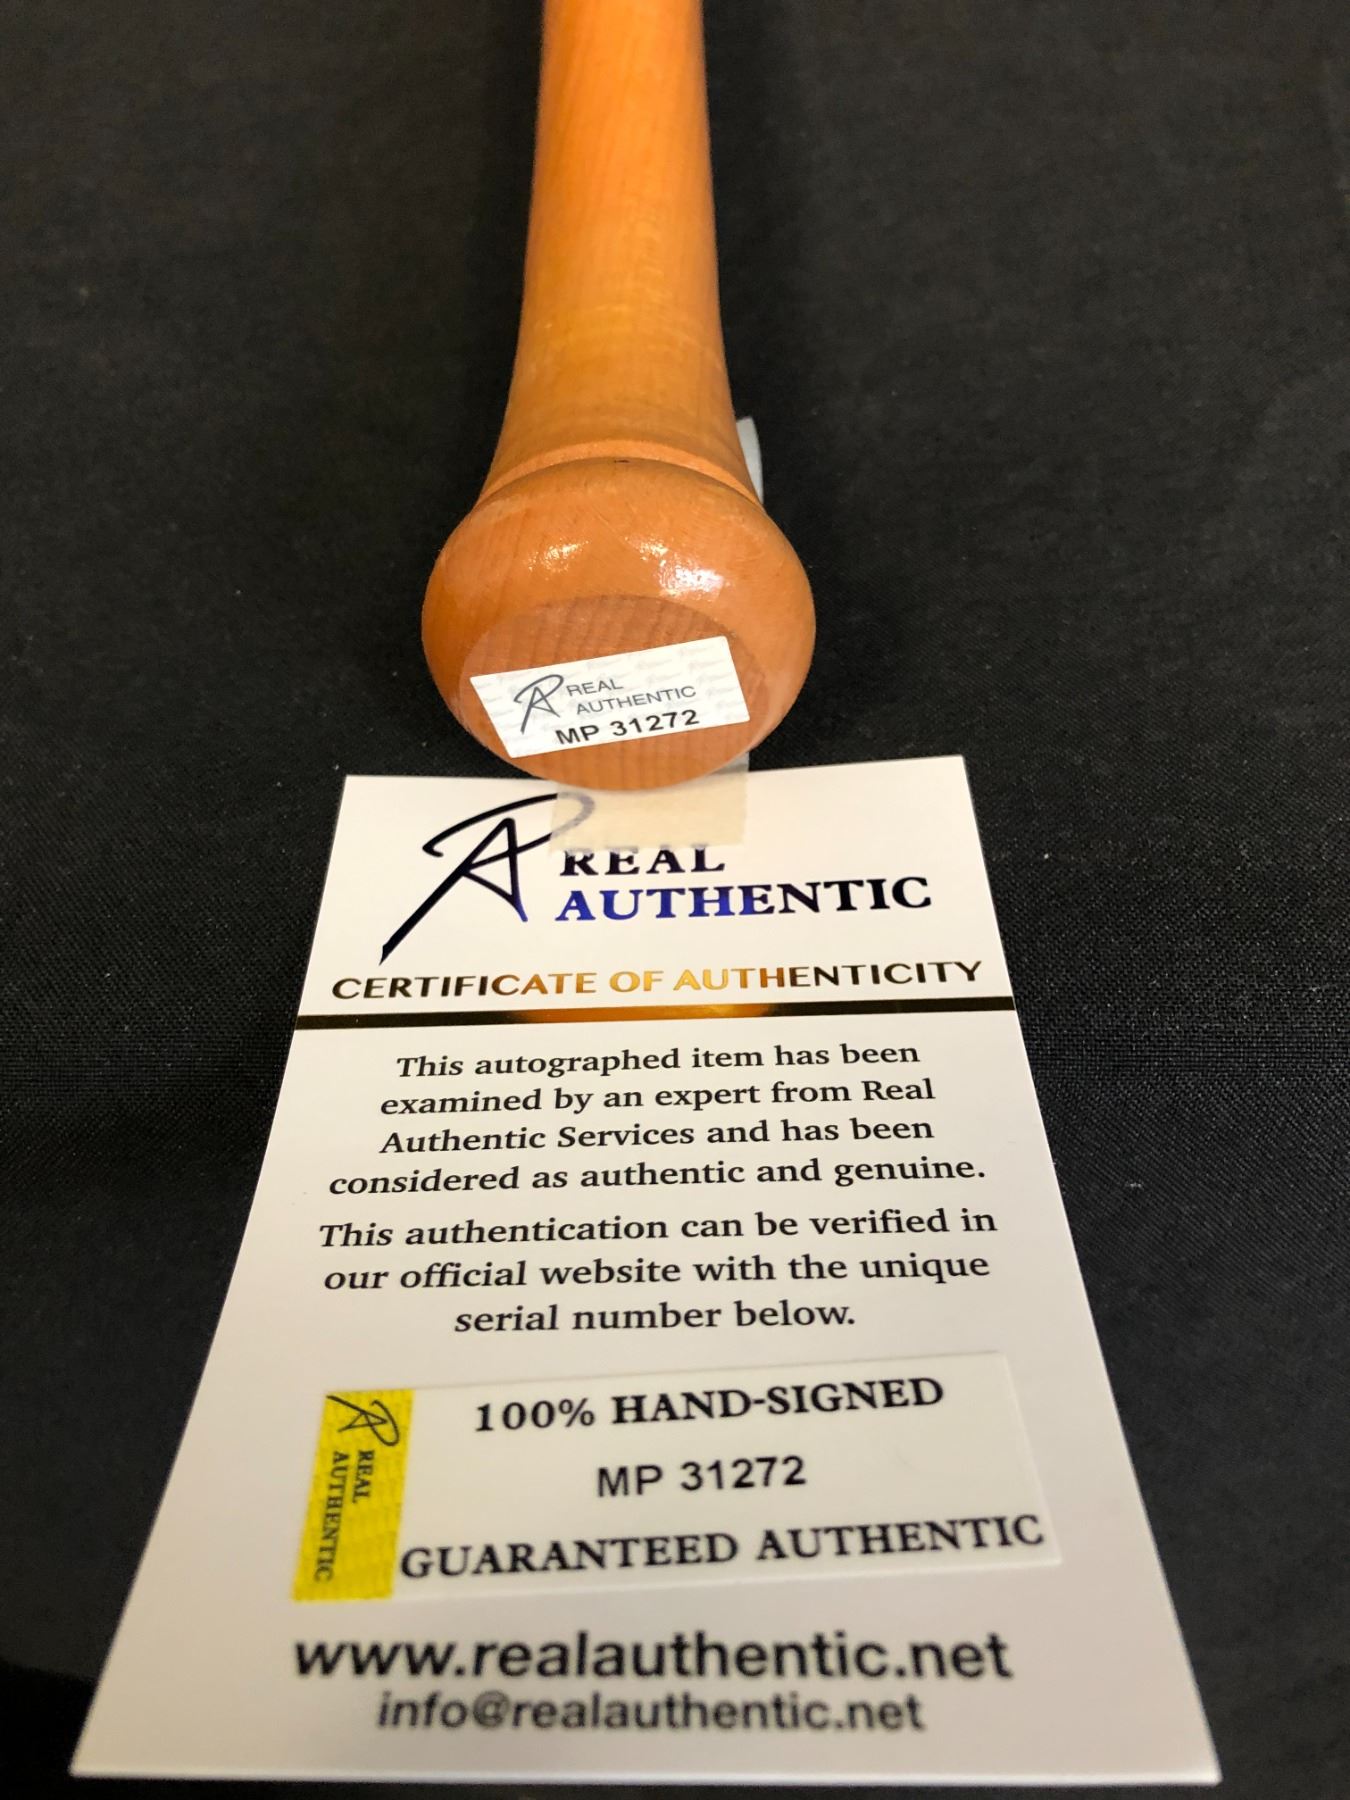 REAL
AUTHENTIC
MP 31272
REAL
AUTHENTIC
CERTIFICATE OF AUTHENTICITY
This autographed item has been
examined by an expert from Real
Authentic Services and has been
considered as authentic and genuine.
This authentication can be verified in
our official website with the unique
serial number below.
REAL
AUTHENTIC
100% HAND-SIGNED
MP 31272
GUARANTEED AUTHENTIC
www.realauthentic.net
info@realauthentic.net